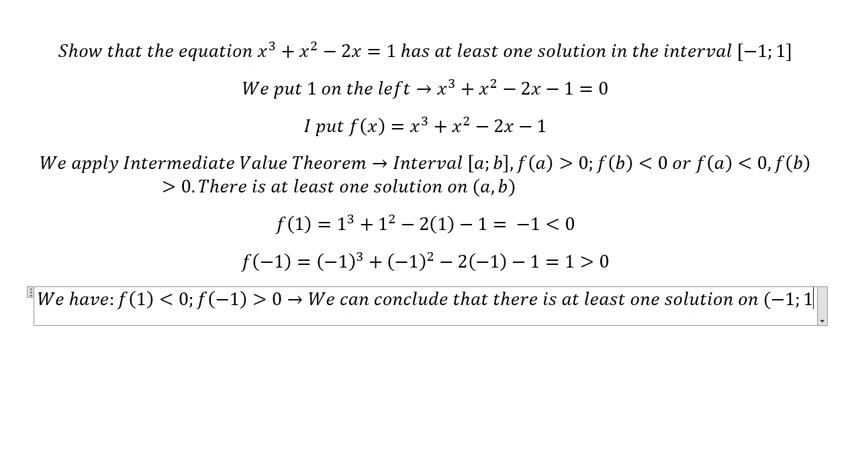 Show that the equation x³ + x² − 2x = 1 has at least one solution in the interval [−1; 1]
We put 1 on the left → x³ + x² − 2x − 1 = 0
I put f(x) = x³ + x² − 2x − 1
We apply Intermediate Value Theorem → Interval [a; b], f(a) > 0; f(b) < 0 or f(a) < 0, f(b)
> 0. There is at least one solution on (a, b)
f(1) = 1³ + 1² − 2(1) − 1 = −1 < 0
f(−1) = (−1)³ + (−1)² − 2(−1) − 1 = 1 > 0
We have: f(1) < 0; f(−1) > 0 → We can conclude that there is at least one solution on (−1; 1